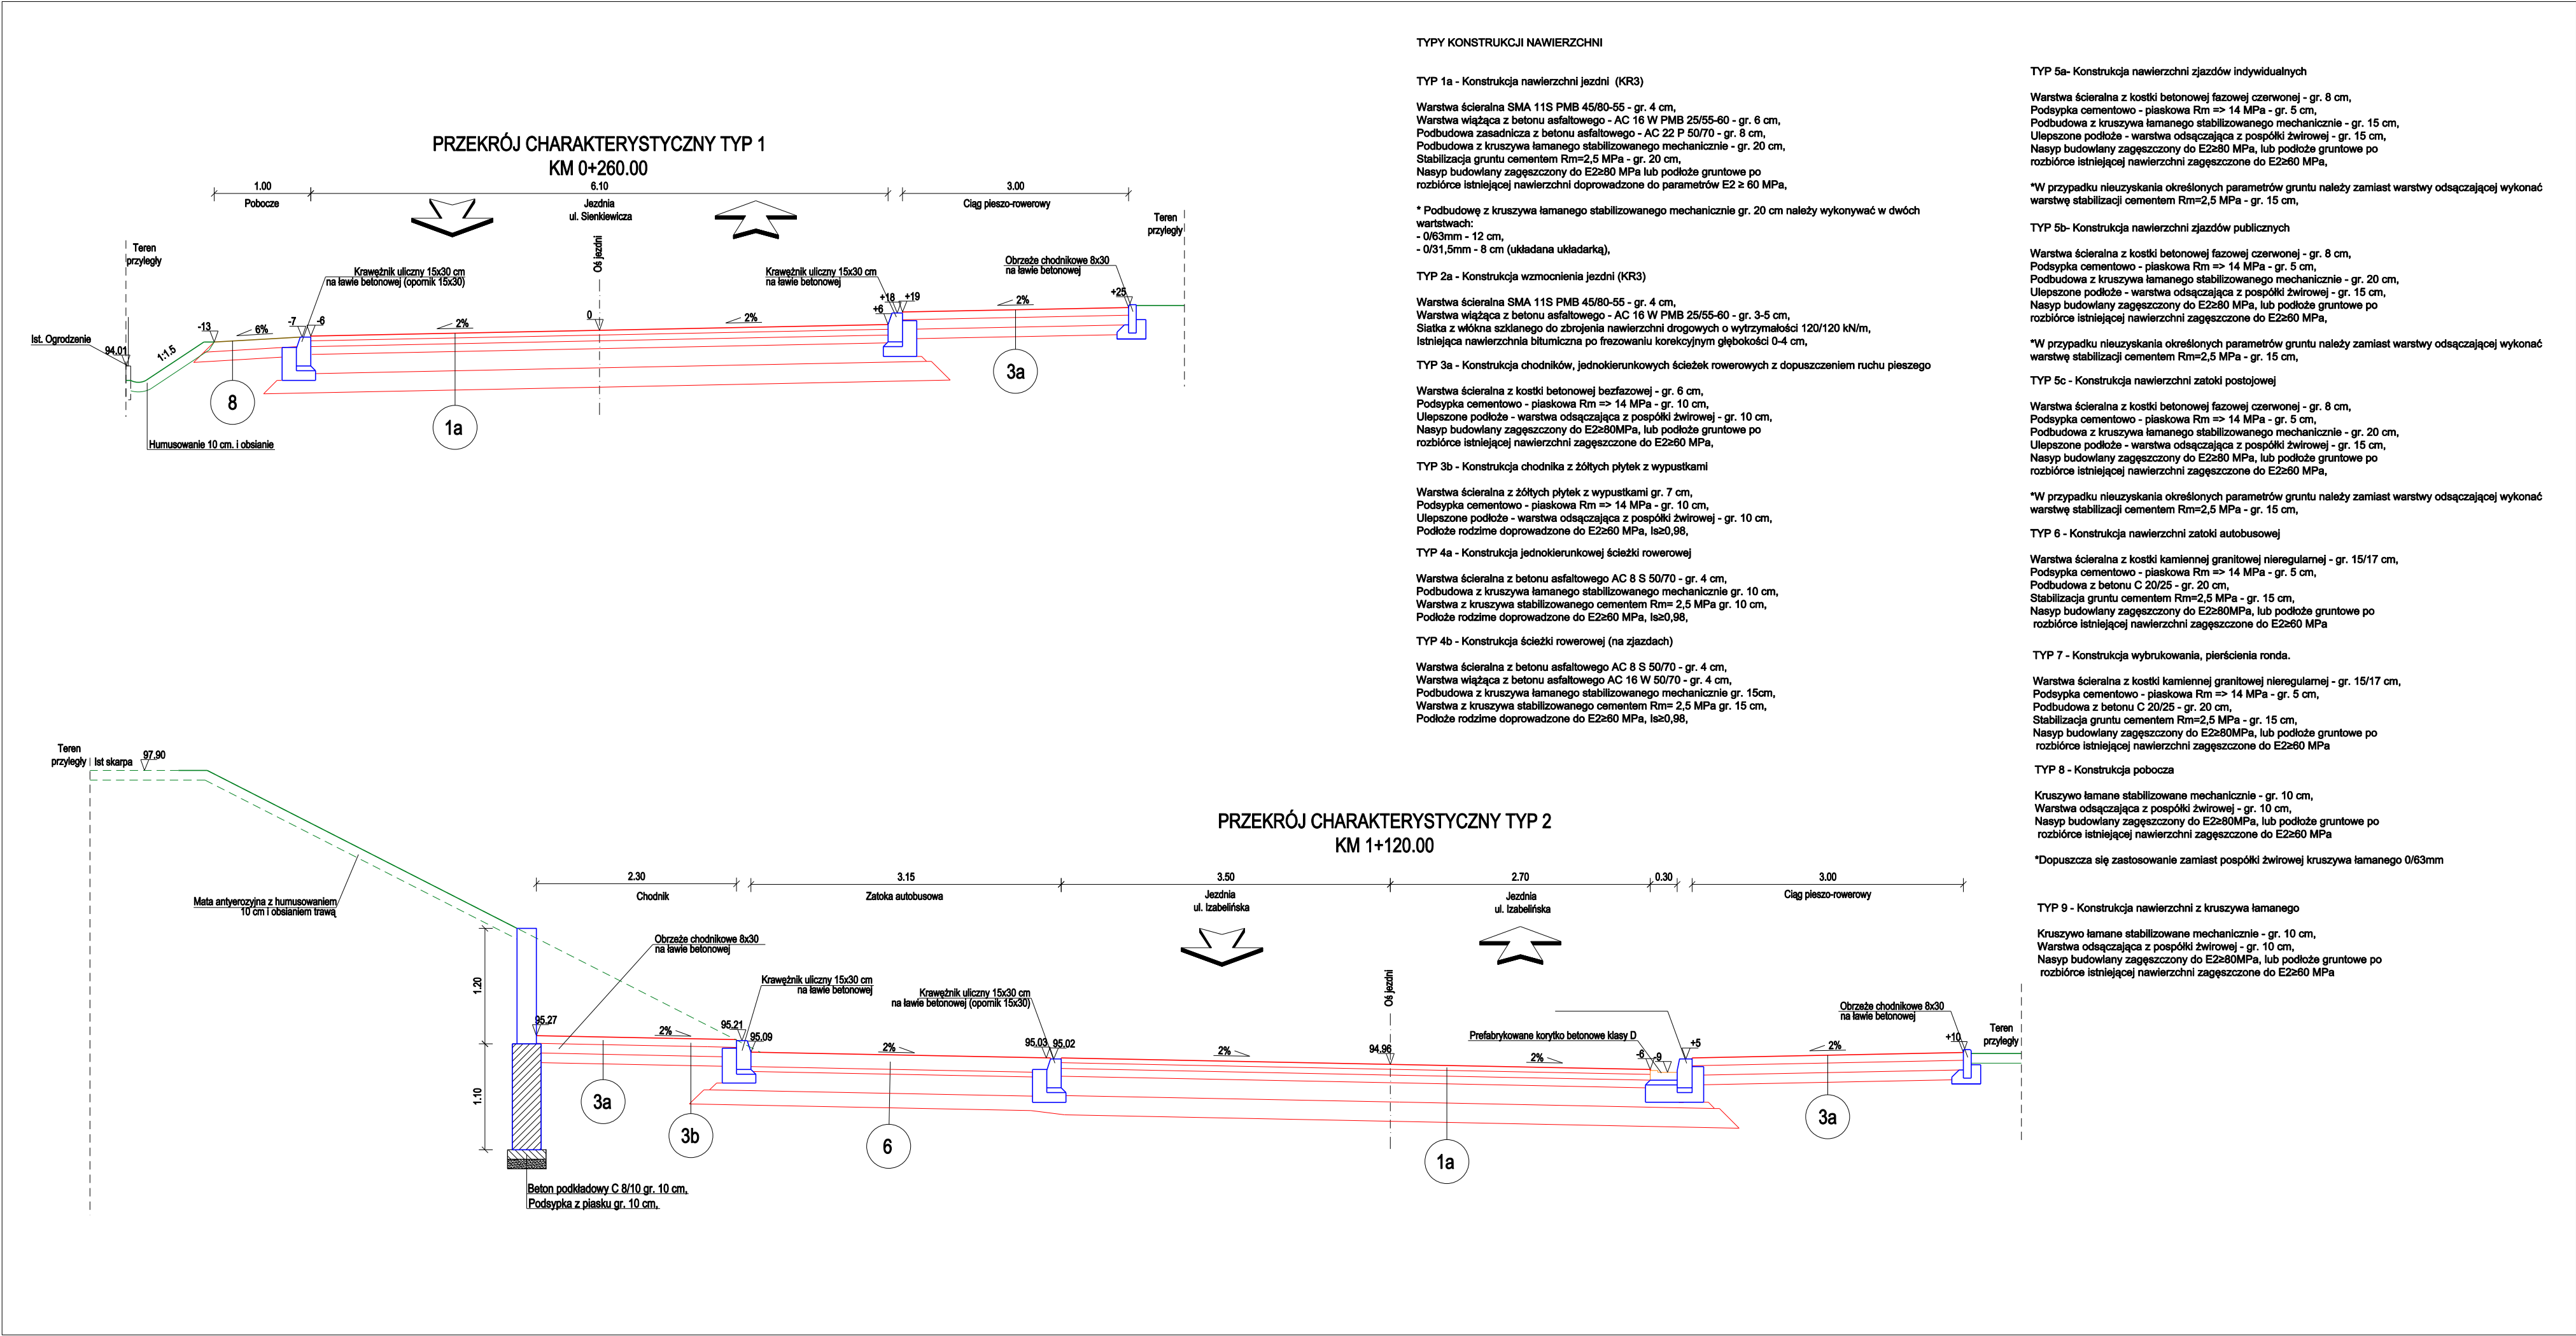 PRZEKRÓJ CHARAKTERYSTYCZNY TYP 1
KM 0+260.00
1.00
6.10
3.00
Pobocze
Jezdnia
ul. Sienkiewicza
Ciąg pieszo-rowerowy
Teren
przyległy
Teren
przyległy
Oś jezdni
Krawężnik uliczny 15x30 cm
na ławie betonowej (opornik 15x30)
Krawężnik uliczny 15x30 cm
na ławie betonowej
Obrzeże chodnikowe 8x30
na ławie betonowej
Ist. Ogrodzenie
94.01
1:1.5
-13
6%
-7
-6
2%
0
2%
+6
+18
+19
2%
+25
8
1a
3a
Humusowanie 10 cm. i obsianie
Teren
przyległy
Ist skarpa
97.90
PRZEKRÓJ CHARAKTERYSTYCZNY TYP 2
KM 1+120.00
2.30
3.15
3.50
2.70
0.30
3.00
Chodnik
Zatoka autobusowa
Jezdnia
ul. Izabelińska
Jezdnia
ul. Izabelińska
Ciąg pieszo-rowerowy
Mata antyerozyjna z humusowaniem
10 cm i obsianiem trawą
Obrzeże chodnikowe 8x30
na ławie betonowej
Krawężnik uliczny 15x30 cm
na ławie betonowej
Krawężnik uliczny 15x30 cm
na ławie betonowej (opornik 15x30)
Oś jezdni
Prefabrykowane korytko betonowe klasy D
Obrzeże chodnikowe 8x30
na ławie betonowej
Teren
przyległy
1.20
1.10
95.27
2%
95.21
95.09
2%
95.03
95.02
2%
94.96
2%
-6
-9
+5
2%
+10
3a
3b
6
1a
3a
Beton podkładowy C 8/10 gr. 10 cm,
Podsypka z piasku gr. 10 cm,
TYPY KONSTRUKCJI NAWIERZCHNI
TYP 1a - Konstrukcja nawierzchni jezdni (KR3)
Warstwa ścieralna SMA 11S PMB 45/80-55 - gr. 4 cm,
Warstwa wiążąca z betonu asfaltowego - AC 16 W PMB 25/55-60 - gr. 6 cm,
Podbudowa zasadnicza z betonu asfaltowego - AC 22 P 50/70 - gr. 8 cm,
Podbudowa z kruszywa łamanego stabilizowanego mechanicznie - gr. 20 cm,
Stabilizacja gruntu cementem Rm=2,5 MPa - gr. 20 cm,
Nasyp budowlany zagęszczony do E2≥80 MPa lub podłoże gruntowe po
rozbiórce istniejącej nawierzchni doprowadzone do parametrów E2 ≥ 60 MPa,
* Podbudowę z kruszywa łamanego stabilizowanego mechanicznie gr. 20 cm należy wykonywać w dwóch
wartstwach:
- 0/63mm - 12 cm,
- 0/31,5mm - 8 cm (układana układarką),
TYP 2a - Konstrukcja wzmocnienia jezdni (KR3)
Warstwa ścieralna SMA 11S PMB 45/80-55 - gr. 4 cm,
Warstwa wiążąca z betonu asfaltowego - AC 16 W PMB 25/55-60 - gr. 3-5 cm,
Siatka z włókna szklanego do zbrojenia nawierzchni drogowych o wytrzymałości 120/120 kN/m,
Istniejąca nawierzchnia bitumiczna po frezowaniu korekcyjnym głębokości 0-4 cm,
TYP 3a - Konstrukcja chodników, jednokierunkowych ścieżek rowerowych z dopuszczeniem ruchu pieszego
Warstwa ścieralna z kostki betonowej bezfazowej - gr. 6 cm,
Podsypka cementowo - piaskowa Rm => 14 MPa - gr. 10 cm,
Ulepszone podłoże - warstwa odsączająca z pospółki żwirowej - gr. 10 cm,
Nasyp budowlany zagęszczony do E2≥80MPa, lub podłoże gruntowe po
rozbiórce istniejącej nawierzchni zagęszczone do E2≥60 MPa,
TYP 3b - Konstrukcja chodnika z żółtych płytek z wypustkami
Warstwa ścieralna z żółtych płytek z wypustkami gr. 7 cm,
Podsypka cementowo - piaskowa Rm => 14 MPa - gr. 10 cm,
Ulepszone podłoże - warstwa odsączająca z pospółki żwirowej - gr. 10 cm,
Podłoże rodzime doprowadzone do E2≥60 MPa, Is≥0,98,
TYP 4a - Konstrukcja jednokierunkowej ścieżki rowerowej
Warstwa ścieralna z betonu asfaltowego AC 8 S 50/70 - gr. 4 cm,
Podbudowa z kruszywa łamanego stabilizowanego mechanicznie gr. 10 cm,
Warstwa z kruszywa stabilizowanego cementem Rm= 2,5 MPa gr. 10 cm,
Podłoże rodzime doprowadzone do E2≥60 MPa, Is≥0,98,
TYP 4b - Konstrukcja ścieżki rowerowej (na zjazdach)
Warstwa ścieralna z betonu asfaltowego AC 8 S 50/70 - gr. 4 cm,
Warstwa wiążąca z betonu asfaltowego AC 16 W 50/70 - gr. 4 cm,
Podbudowa z kruszywa łamanego stabilizowanego mechanicznie gr. 15cm,
Warstwa z kruszywa stabilizowanego cementem Rm= 2,5 MPa gr. 15 cm,
Podłoże rodzime doprowadzone do E2≥60 MPa, Is≥0,98,
TYP 5a- Konstrukcja nawierzchni zjazdów indywidualnych
Warstwa ścieralna z kostki betonowej fazowej czerwonej - gr. 8 cm,
Podsypka cementowo - piaskowa Rm => 14 MPa - gr. 5 cm,
Podbudowa z kruszywa łamanego stabilizowanego mechanicznie - gr. 15 cm,
Ulepszone podłoże - warstwa odsączająca z pospółki żwirowej - gr. 15 cm,
Nasyp budowlany zagęszczony do E2≥80 MPa, lub podłoże gruntowe po
rozbiórce istniejącej nawierzchni zagęszczone do E2≥60 MPa,
*W przypadku nieuzyskania określonych parametrów gruntu należy zamiast warstwy odsączającej wykonać
warstwę stabilizacji cementem Rm=2,5 MPa - gr. 15 cm,
TYP 5b- Konstrukcja nawierzchni zjazdów publicznych
Warstwa ścieralna z kostki betonowej fazowej czerwonej - gr. 8 cm,
Podsypka cementowo - piaskowa Rm => 14 MPa - gr. 5 cm,
Podbudowa z kruszywa łamanego stabilizowanego mechanicznie - gr. 20 cm,
Ulepszone podłoże - warstwa odsączająca z pospółki żwirowej - gr. 15 cm,
Nasyp budowlany zagęszczony do E2≥80 MPa, lub podłoże gruntowe po
rozbiórce istniejącej nawierzchni zagęszczone do E2≥60 MPa,
*W przypadku nieuzyskania określonych parametrów gruntu należy zamiast warstwy odsączającej wykonać
warstwę stabilizacji cementem Rm=2,5 MPa - gr. 15 cm,
TYP 5c - Konstrukcja nawierzchni zatoki postojowej
Warstwa ścieralna z kostki betonowej fazowej czerwonej - gr. 8 cm,
Podsypka cementowo - piaskowa Rm => 14 MPa - gr. 5 cm,
Podbudowa z kruszywa łamanego stabilizowanego mechanicznie - gr. 20 cm,
Ulepszone podłoże - warstwa odsączająca z pospółki żwirowej - gr. 15 cm,
Nasyp budowlany zagęszczony do E2≥80 MPa, lub podłoże gruntowe po
rozbiórce istniejącej nawierzchni zagęszczone do E2≥60 MPa,
*W przypadku nieuzyskania określonych parametrów gruntu należy zamiast warstwy odsączającej wykonać
warstwę stabilizacji cementem Rm=2,5 MPa - gr. 15 cm,
TYP 6 - Konstrukcja nawierzchni zatoki autobusowej
Warstwa ścieralna z kostki kamiennej granitowej nieregularnej - gr. 15/17 cm,
Podsypka cementowo - piaskowa Rm => 14 MPa - gr. 5 cm,
Podbudowa z betonu C 20/25 - gr. 20 cm,
Stabilizacja gruntu cementem Rm=2,5 MPa - gr. 15 cm,
Nasyp budowlany zagęszczony do E2≥80MPa, lub podłoże gruntowe po
rozbiórce istniejącej nawierzchni zagęszczone do E2≥60 MPa
TYP 7 - Konstrukcja wybrukowania, pierścienia ronda.
Warstwa ścieralna z kostki kamiennej granitowej nieregularnej - gr. 15/17 cm,
Podsypka cementowo - piaskowa Rm => 14 MPa - gr. 5 cm,
Podbudowa z betonu C 20/25 - gr. 20 cm,
Stabilizacja gruntu cementem Rm=2,5 MPa - gr. 15 cm,
Nasyp budowlany zagęszczony do E2≥80MPa, lub podłoże gruntowe po
rozbiórce istniejącej nawierzchni zagęszczone do E2≥60 MPa
TYP 8 - Konstrukcja pobocza
Kruszywo łamane stabilizowane mechanicznie - gr. 10 cm,
Warstwa odsączająca z pospółki żwirowej - gr. 10 cm,
Nasyp budowlany zagęszczony do E2≥80MPa, lub podłoże gruntowe po
rozbiórce istniejącej nawierzchni zagęszczone do E2≥60 MPa
*Dopuszcza się zastosowanie zamiast pospółki żwirowej kruszywa łamanego 0/63mm
TYP 9 - Konstrukcja nawierzchni z kruszywa łamanego
Kruszywo łamane stabilizowane mechanicznie - gr. 10 cm,
Warstwa odsączająca z pospółki żwirowej - gr. 10 cm,
Nasyp budowlany zagęszczony do E2≥80MPa, lub podłoże gruntowe po
rozbiórce istniejącej nawierzchni zagęszczone do E2≥60 MPa